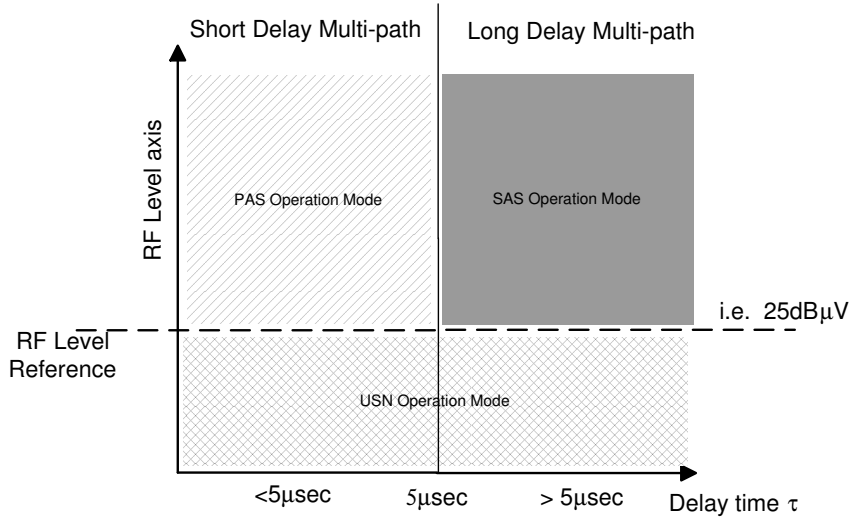 Short Delay Multi-path
Long Delay Multi-path
RF Level axis
PAS Operation Mode
SAS Operation Mode
i.e. 25dBμV
RF Level
Reference
USN Operation Mode
<5μsec
5μsec
> 5μsec
Delay time τ